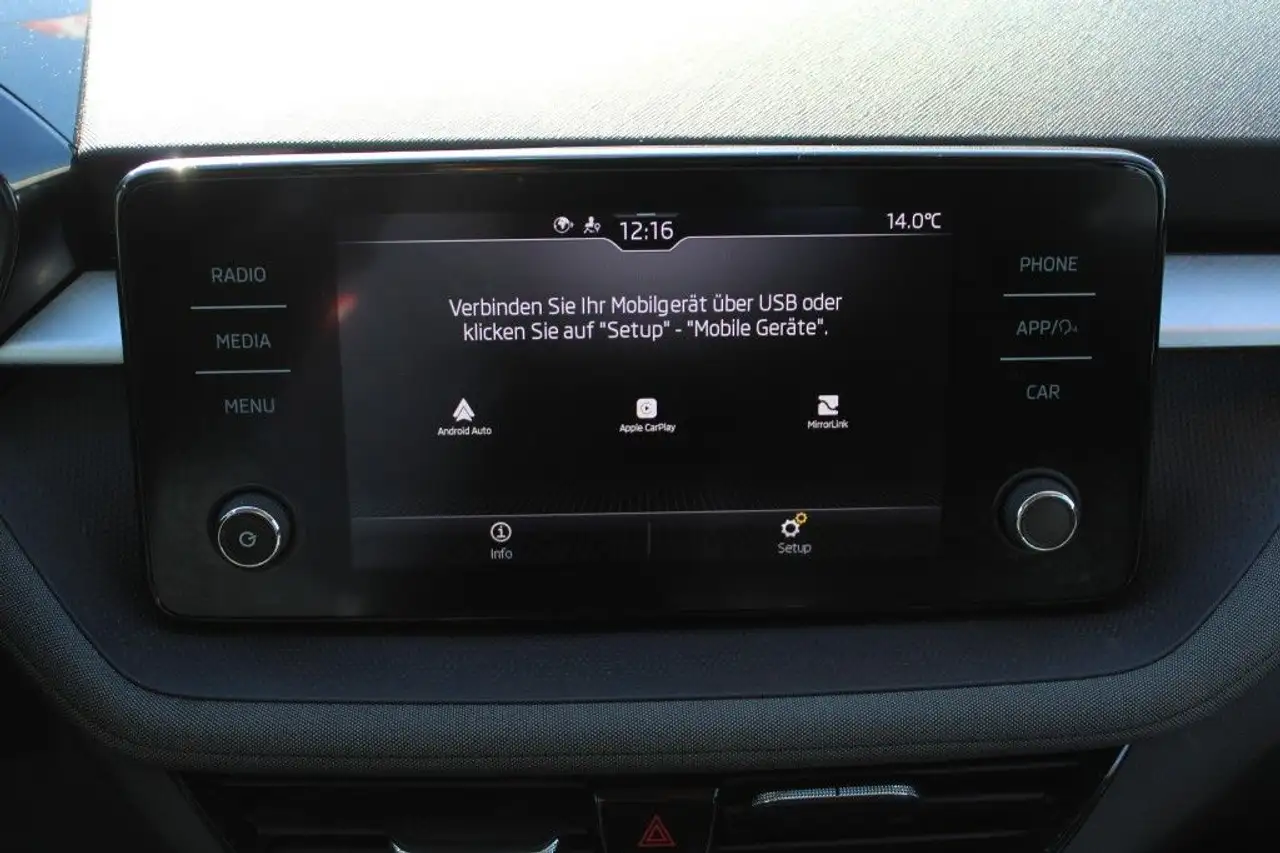 12:16
14.0°C
RADIO
MEDIA
MENU
Verbinden Sie Ihr Mobilgerät über USB oder
klicken Sie auf "Setup" - "Mobile Geräte".
Android Auto
Apple CarPlay
MirrorLink
Info
Setup
PHONE
APP/
CAR